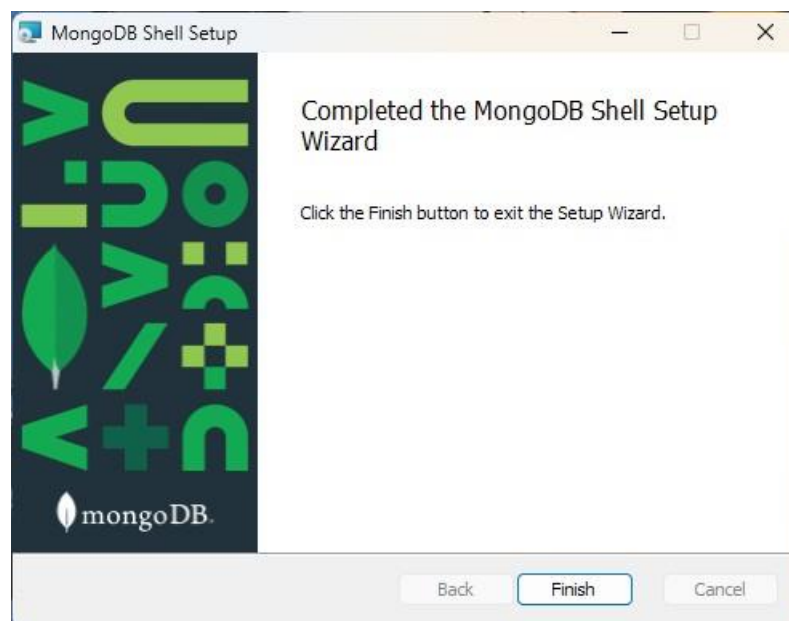 MongoDB Shell Setup
Completed the MongoDB Shell Setup
Wizard
Click the Finish button to exit the Setup Wizard.
mongoDB.
Back
Finish
Cancel